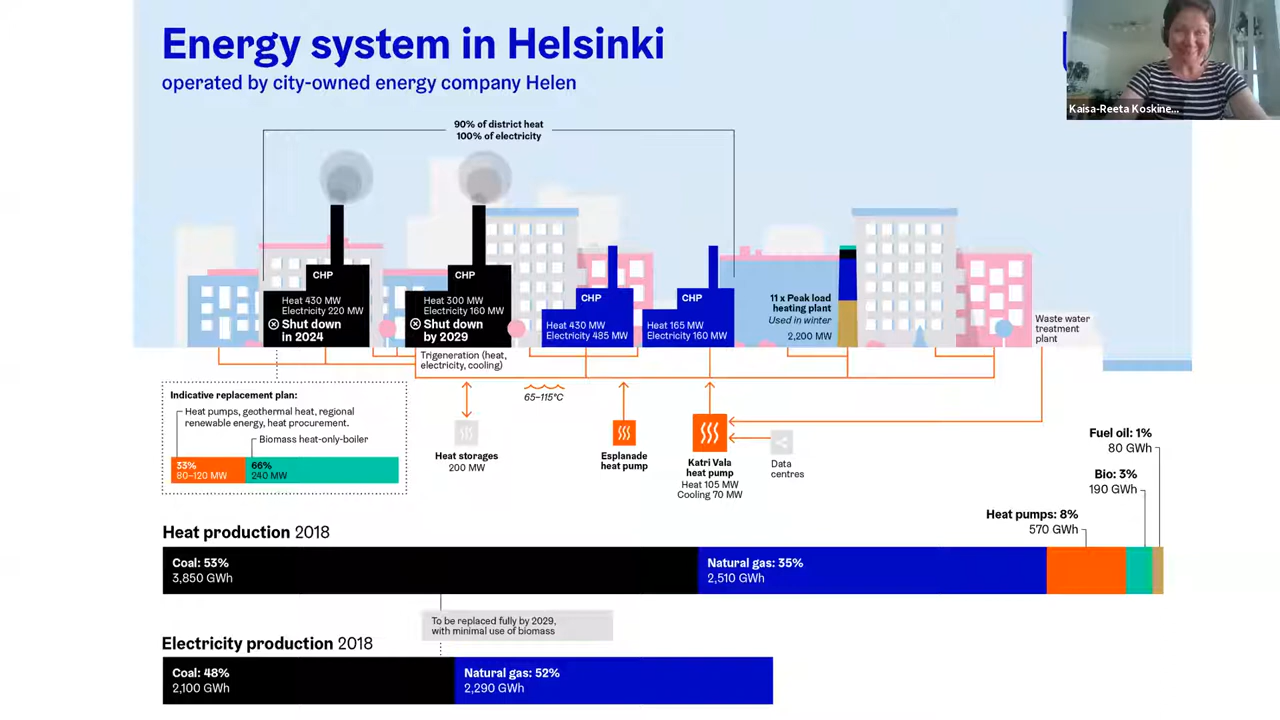 Energy system in Helsinki
operated by city-owned energy company Helen
Kaisa-Reeta Koskine...
90% of district heat
100% of electricity
CHP
Heat 430 MW
Electricity 220 MW
Shut down
in 2024
CHP
Heat 300 MW
Electricity 160 MW
Shut down
by 2029
CHP
Heat 430 MW
Electricity 485 MW
CHP
Heat 165 MW
Electricity 160 MW
11 x Peak load
heating plant
Used in winter
2,200 MW
Waste water
treatment
plant
Trigeneration (heat,
electricity, cooling)
65–115°C
Indicative replacement plan:
Heat pumps, geothermal heat, regional
renewable energy, heat procurement.
Biomass heat-only-boiler
33%
80–120 MW
66%
240 MW
Heat storages
200 MW
Esplanade
heat pump
Katri Vala
heat pump
Heat 105 MW
Cooling 70 MW
Data
centres
Fuel oil: 1%
80 GWh
Bio: 3%
190 GWh
Heat pumps: 8%
570 GWh
Heat production 2018
Coal: 53%
3,850 GWh
Natural gas: 35%
2,510 GWh
To be replaced fully by 2029,
with minimal use of biomass
Electricity production 2018
Coal: 48%
2,100 GWh
Natural gas: 52%
2,290 GWh